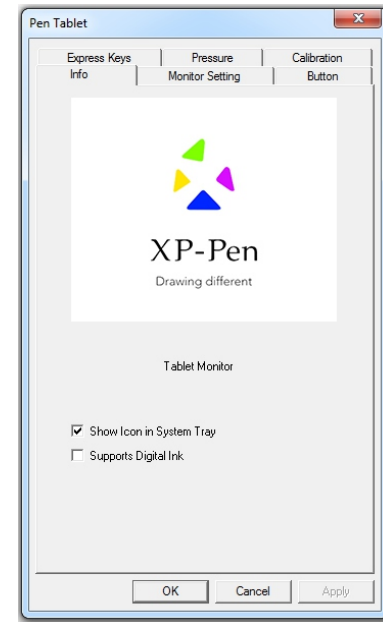 Pen Tablet
Express Keys Pressure Calibration
Info Monitor Setting Button
XP-Pen
Drawing different
Tablet Monitor
Show Icon in System Tray
Supports Digital Ink
OK Cancel Apply